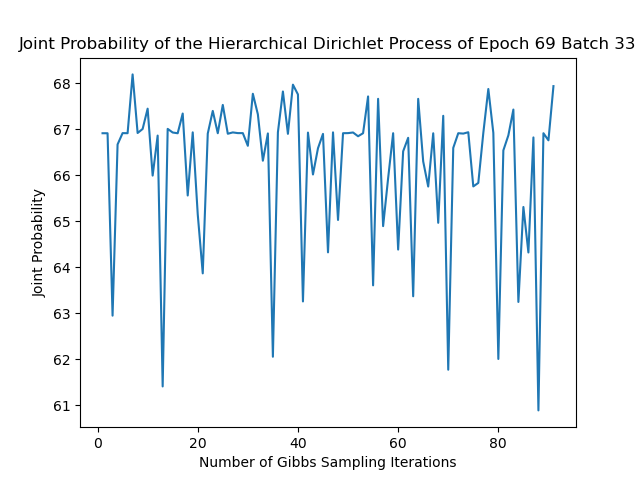 Joint Probability of the Hierarchical Dirichlet Process of Epoch 69 Batch 33
68
67
66
65
64
63
62
61
Joint Probability
0 20 40 60 80
Number of Gibbs Sampling Iterations